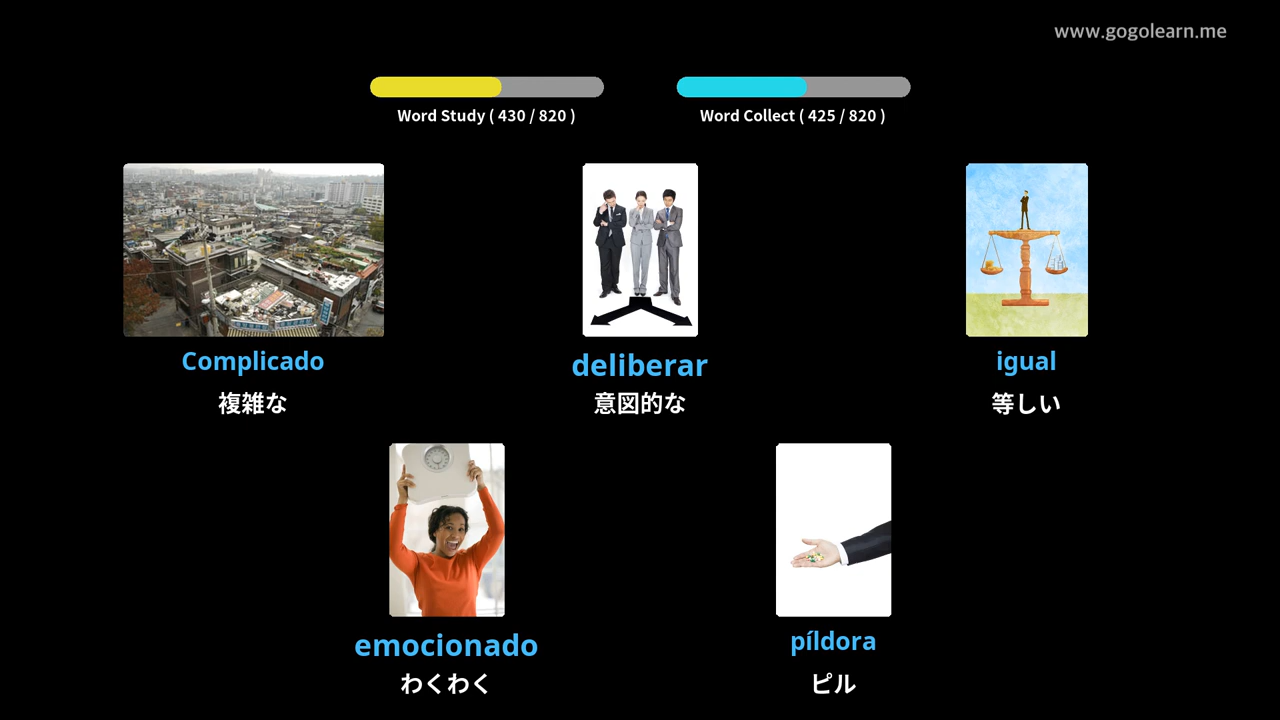 www.gogolearn.me
Word Study ( 430 / 820 )
Word Collect ( 425 / 820 )
Complicado
複雑な
deliberar
意図的な
igual
等しい
emocionado
わくわく
píldora
ピル